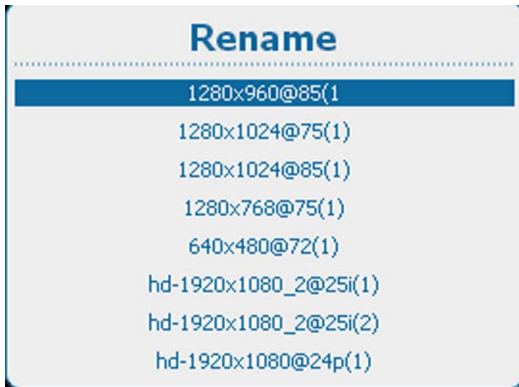 Rename
1280x960@85(1
1280x1024@75(1)
1280x1024@85(1)
1280x768@75(1)
640x480@72(1)
hd-1920x1080_2@25i(1)
hd-1920x1080_2@25i(2)
hd-1920x1080@24p(1)